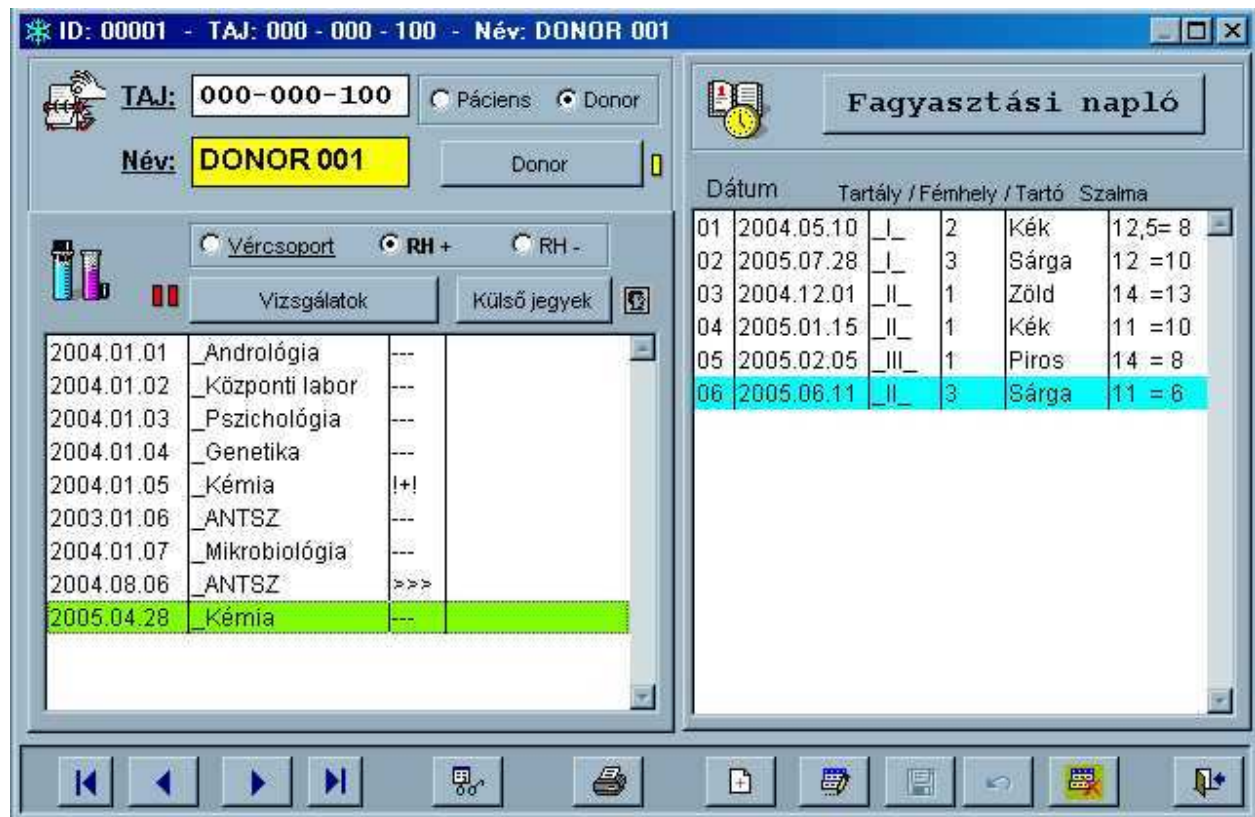 ID: 00001 - TAJ: 000 - 000 - 100 - Név: DONOR 001
TAJ: 000-000-100 Páciens Donor
Név: DONOR 001 Donor
Vércsoport RH + RH -
Vizsgálatok Külső jegyek
2004.01.01 _Andrológia ---
2004.01.02 _Központi labor ---
2004.01.03 _Pszichológia ---
2004.01.04 _Genetika ---
2004.01.05 _Kémia !+!
2003.01.06 _ANTSZ ---
2004.01.07 _Mikrobiológia ---
2004.08.06 _ANTSZ >>>
2005.04.28 _Kémia ---
Fagyasztási napló
Dátum Tartály / Fémhely / Tartó Szalma
01 2004.05.10 _I_ 2 Kék 12,5= 8
02 2005.07.28 _I_ 3 Sárga 12 =10
03 2004.12.01 _II_ 1 Zöld 14 =13
04 2005.01.15 _II_ 1 Kék 11 =10
05 2005.02.05 _III_ 1 Piros 14 = 8
06 2005.06.11 _II_ 3 Sárga 11 = 6